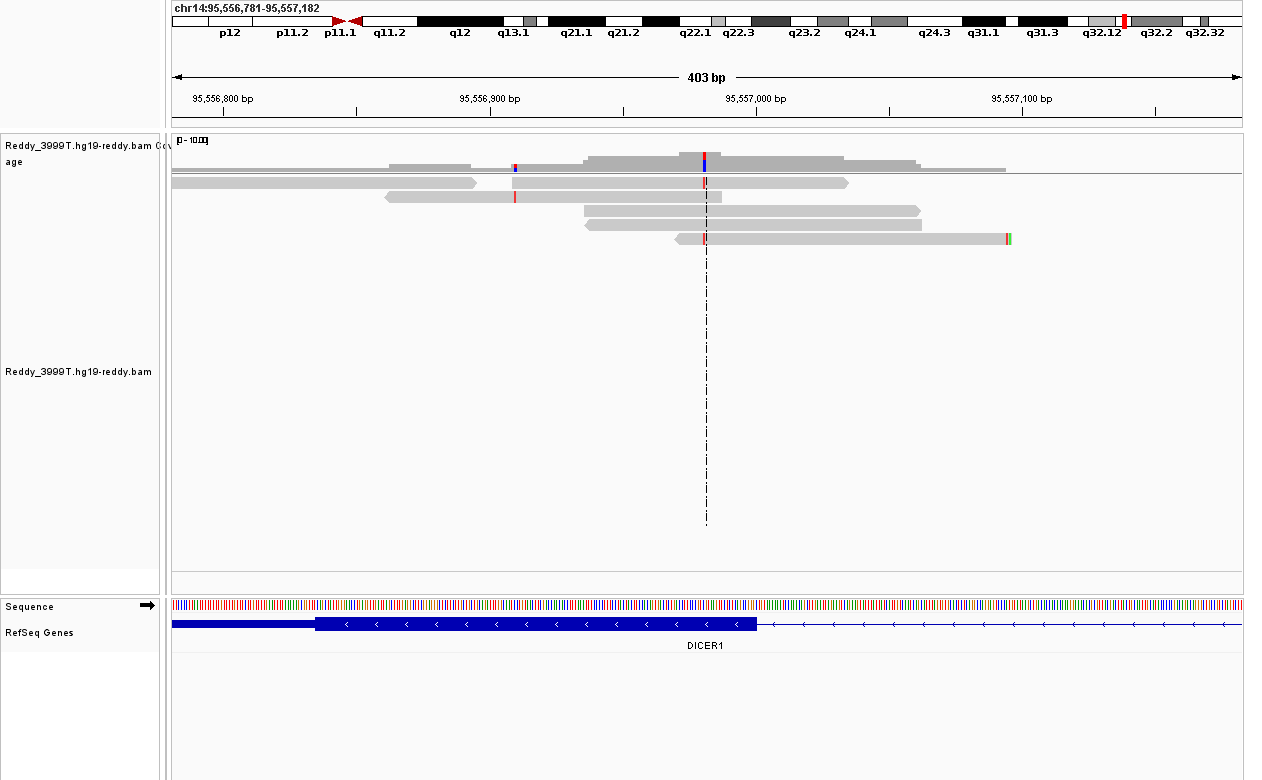 chr14:95,556,781-95,557,182
p12 p11.2 p11.1 q11.2 q12 q13.1 q21.1 q21.2 q22.1 q22.3 q23.2 q24.1 q24.3 q31.1 q31.3 q32.12 q32.2 q32.32
403 bp
95,556,800 bp 95,556,900 bp 95,557,000 bp 95,557,100 bp
[0 - 10.00]
Reddy_3999T.hg19-reddy.bam Cov
age
Reddy_3999T.hg19-reddy.bam
Sequence
RefSeq Genes
DICER1